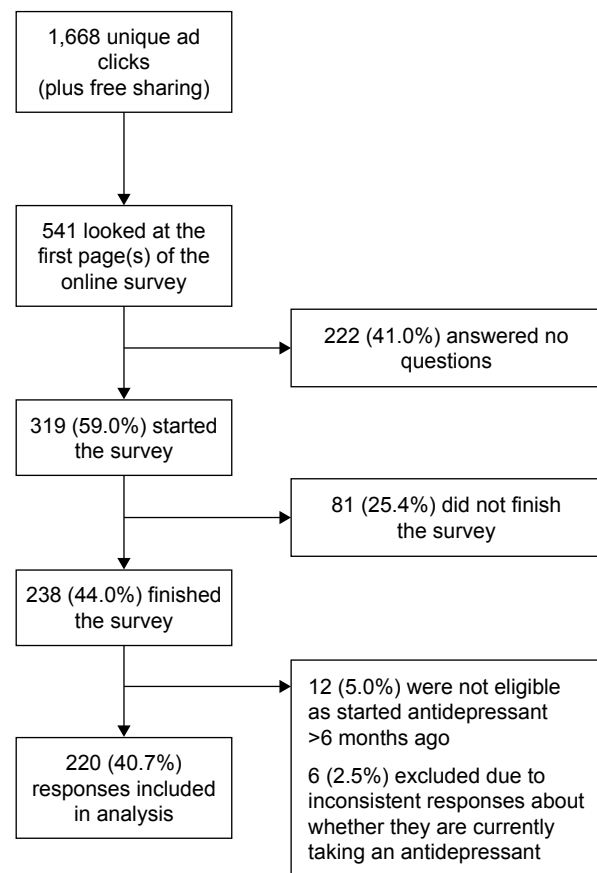 1,668 unique ad
clicks
(plus free sharing)
541 looked at the
first page(s) of the
online survey
222 (41.0%) answered no
questions
319 (59.0%) started
the survey
81 (25.4%) did not finish
the survey
238 (44.0%) finished
the survey
12 (5.0%) were not eligible
as started antidepressant
>6 months ago
6 (2.5%) excluded due to
inconsistent responses about
whether they are currently
taking an antidepressant
220 (40.7%)
responses included
in analysis